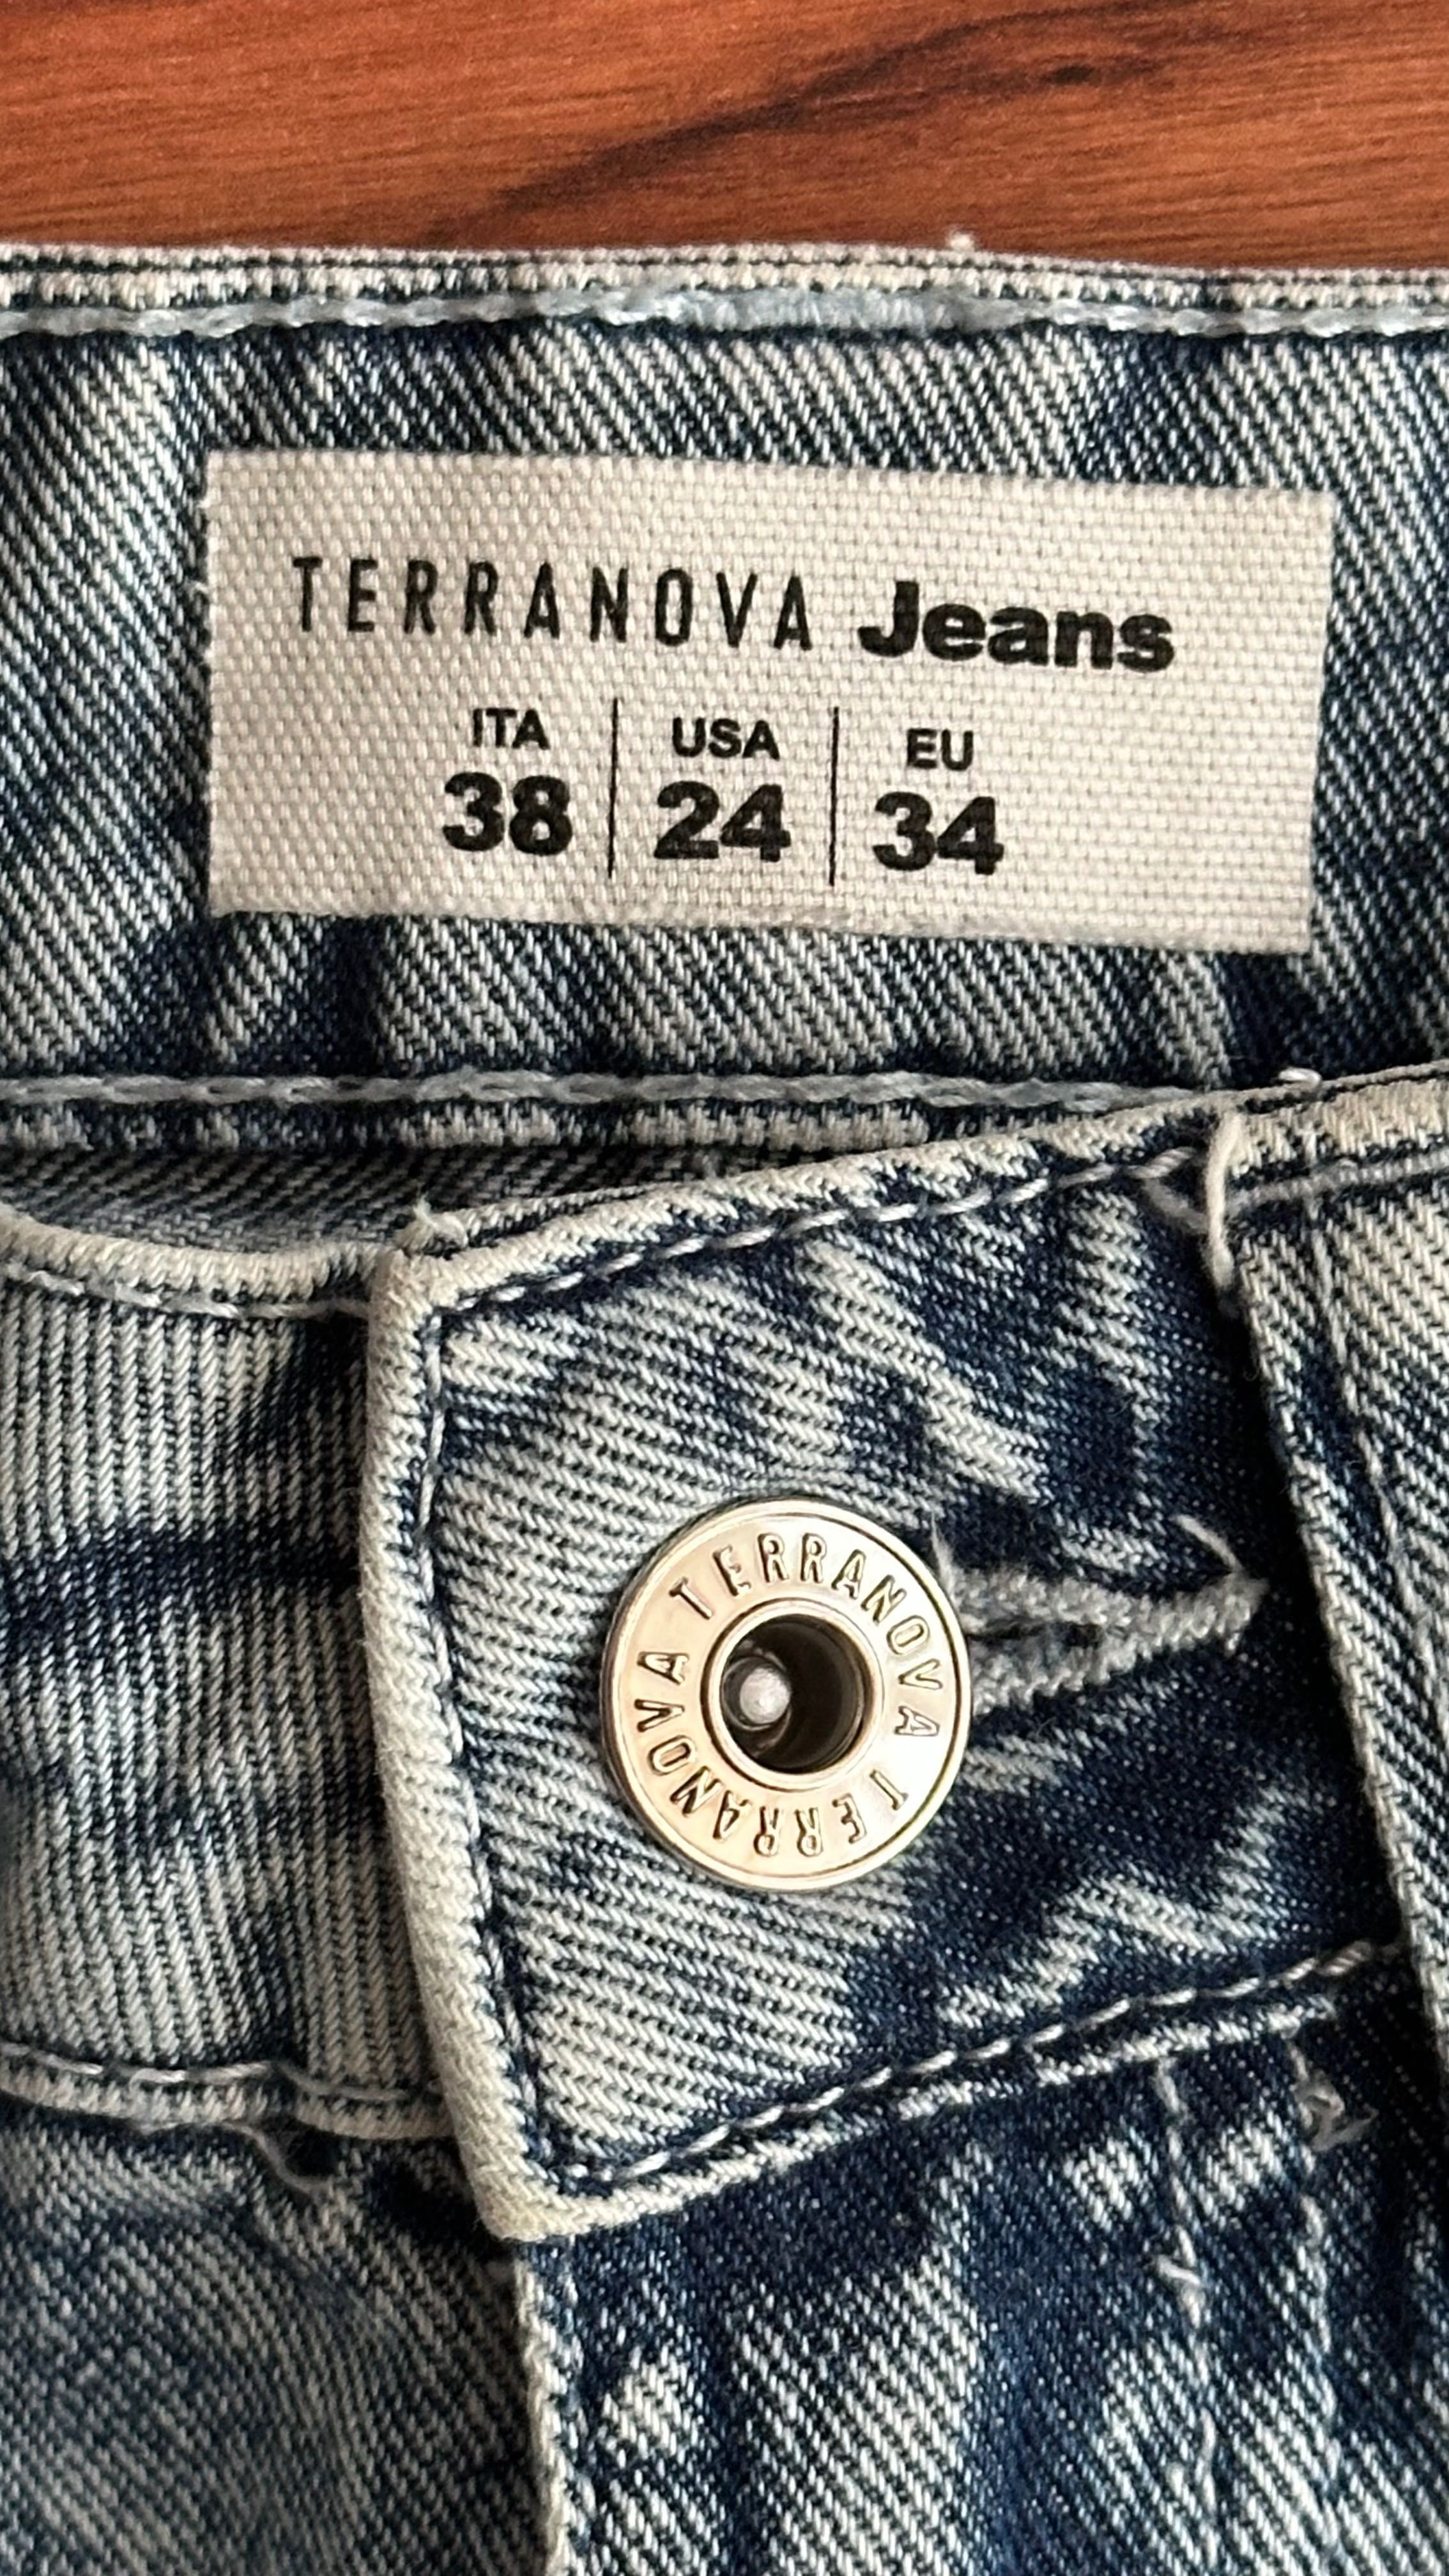 TERRANOVA Jeans
ITA USA EU
38 24 34
TERRANOVA TERRANOVA